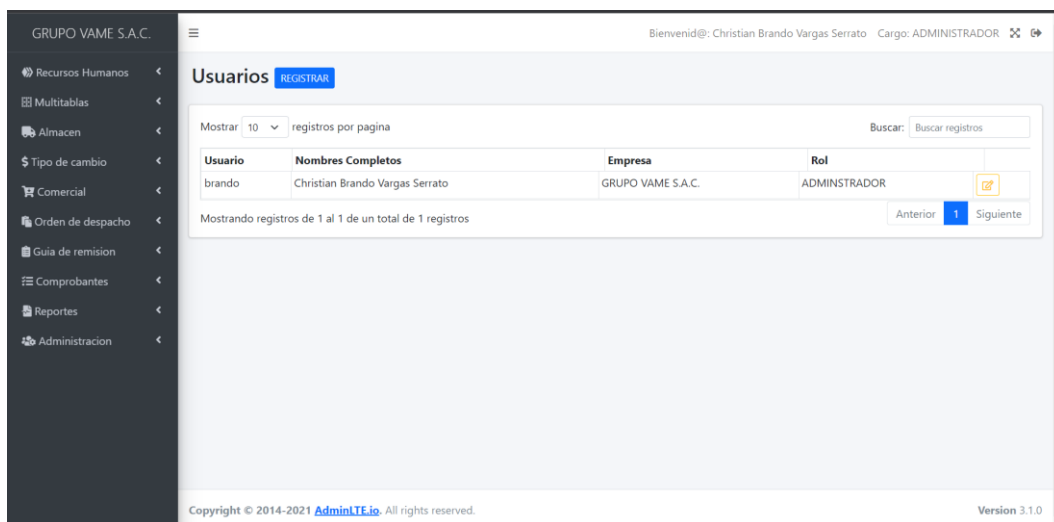 GRUPO VAME S.A.C.
Bienvenid@: Christian Brando Vargas Serrato Cargo: ADMINISTRADOR
Recursos Humanos
Multitablas
Almacen
Tipo de cambio
Comercial
Orden de despacho
Guia de remision
Comprobantes
Reportes
Administracion
Usuarios REGISTRAR
Mostrar 10 registros por pagina Buscar: Buscar registros
Usuario Nombres Completos Empresa Rol
brando Christian Brando Vargas Serrato GRUPO VAME S.A.C. ADMINSTRADOR
Mostrando registros de 1 al 1 de un total de 1 registros Anterior 1 Siguiente
Copyright © 2014-2021 AdminLTE.io. All rights reserved. Version 3.1.0